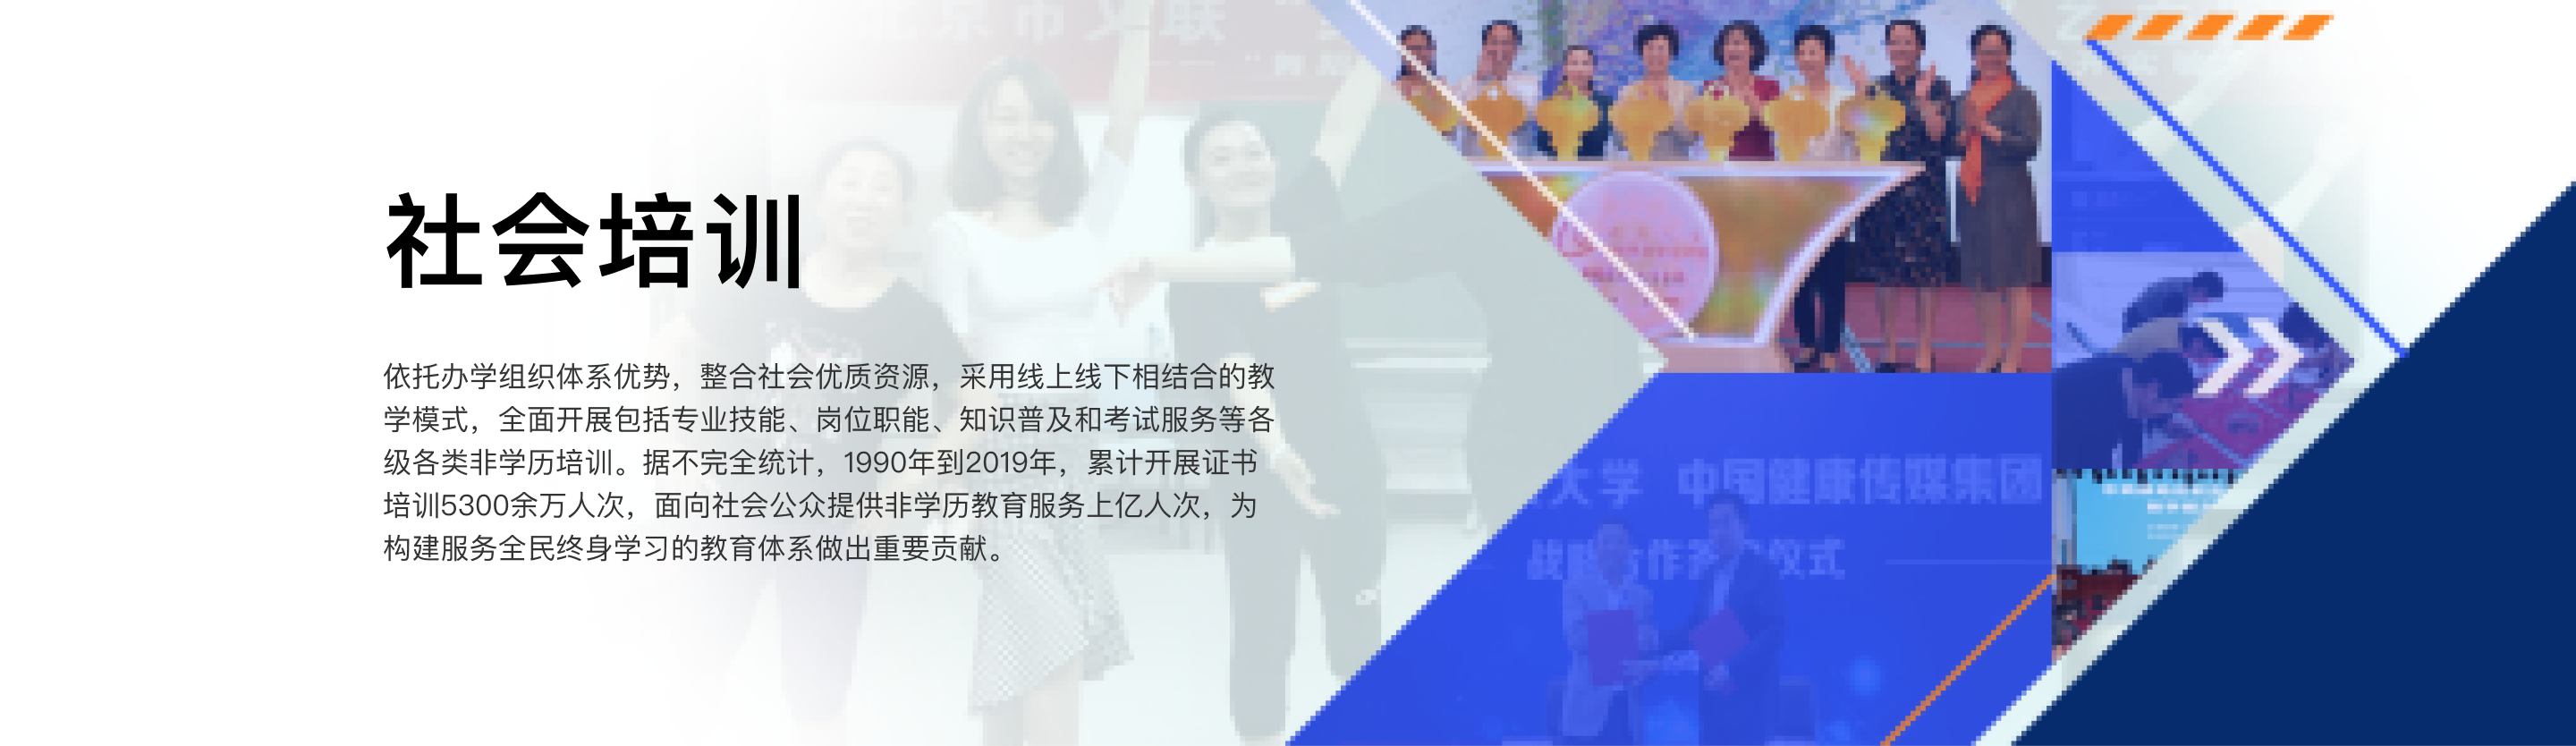 北京市文联
社会培训
依托办学组织体系优势，整合社会优质资源，采用线上线下相结合的教
学模式，全面开展包括专业技能、岗位职能、知识普及和考试服务等各
级各类非学历培训。据不完全统计，1990年到2019年，累计开展证书
培训5300余万人次，面向社会公众提供非学历教育服务上亿人次，为
构建服务全民终身学习的教育体系做出重要贡献。
大学 中国健康传媒集团
战略合作 仪式